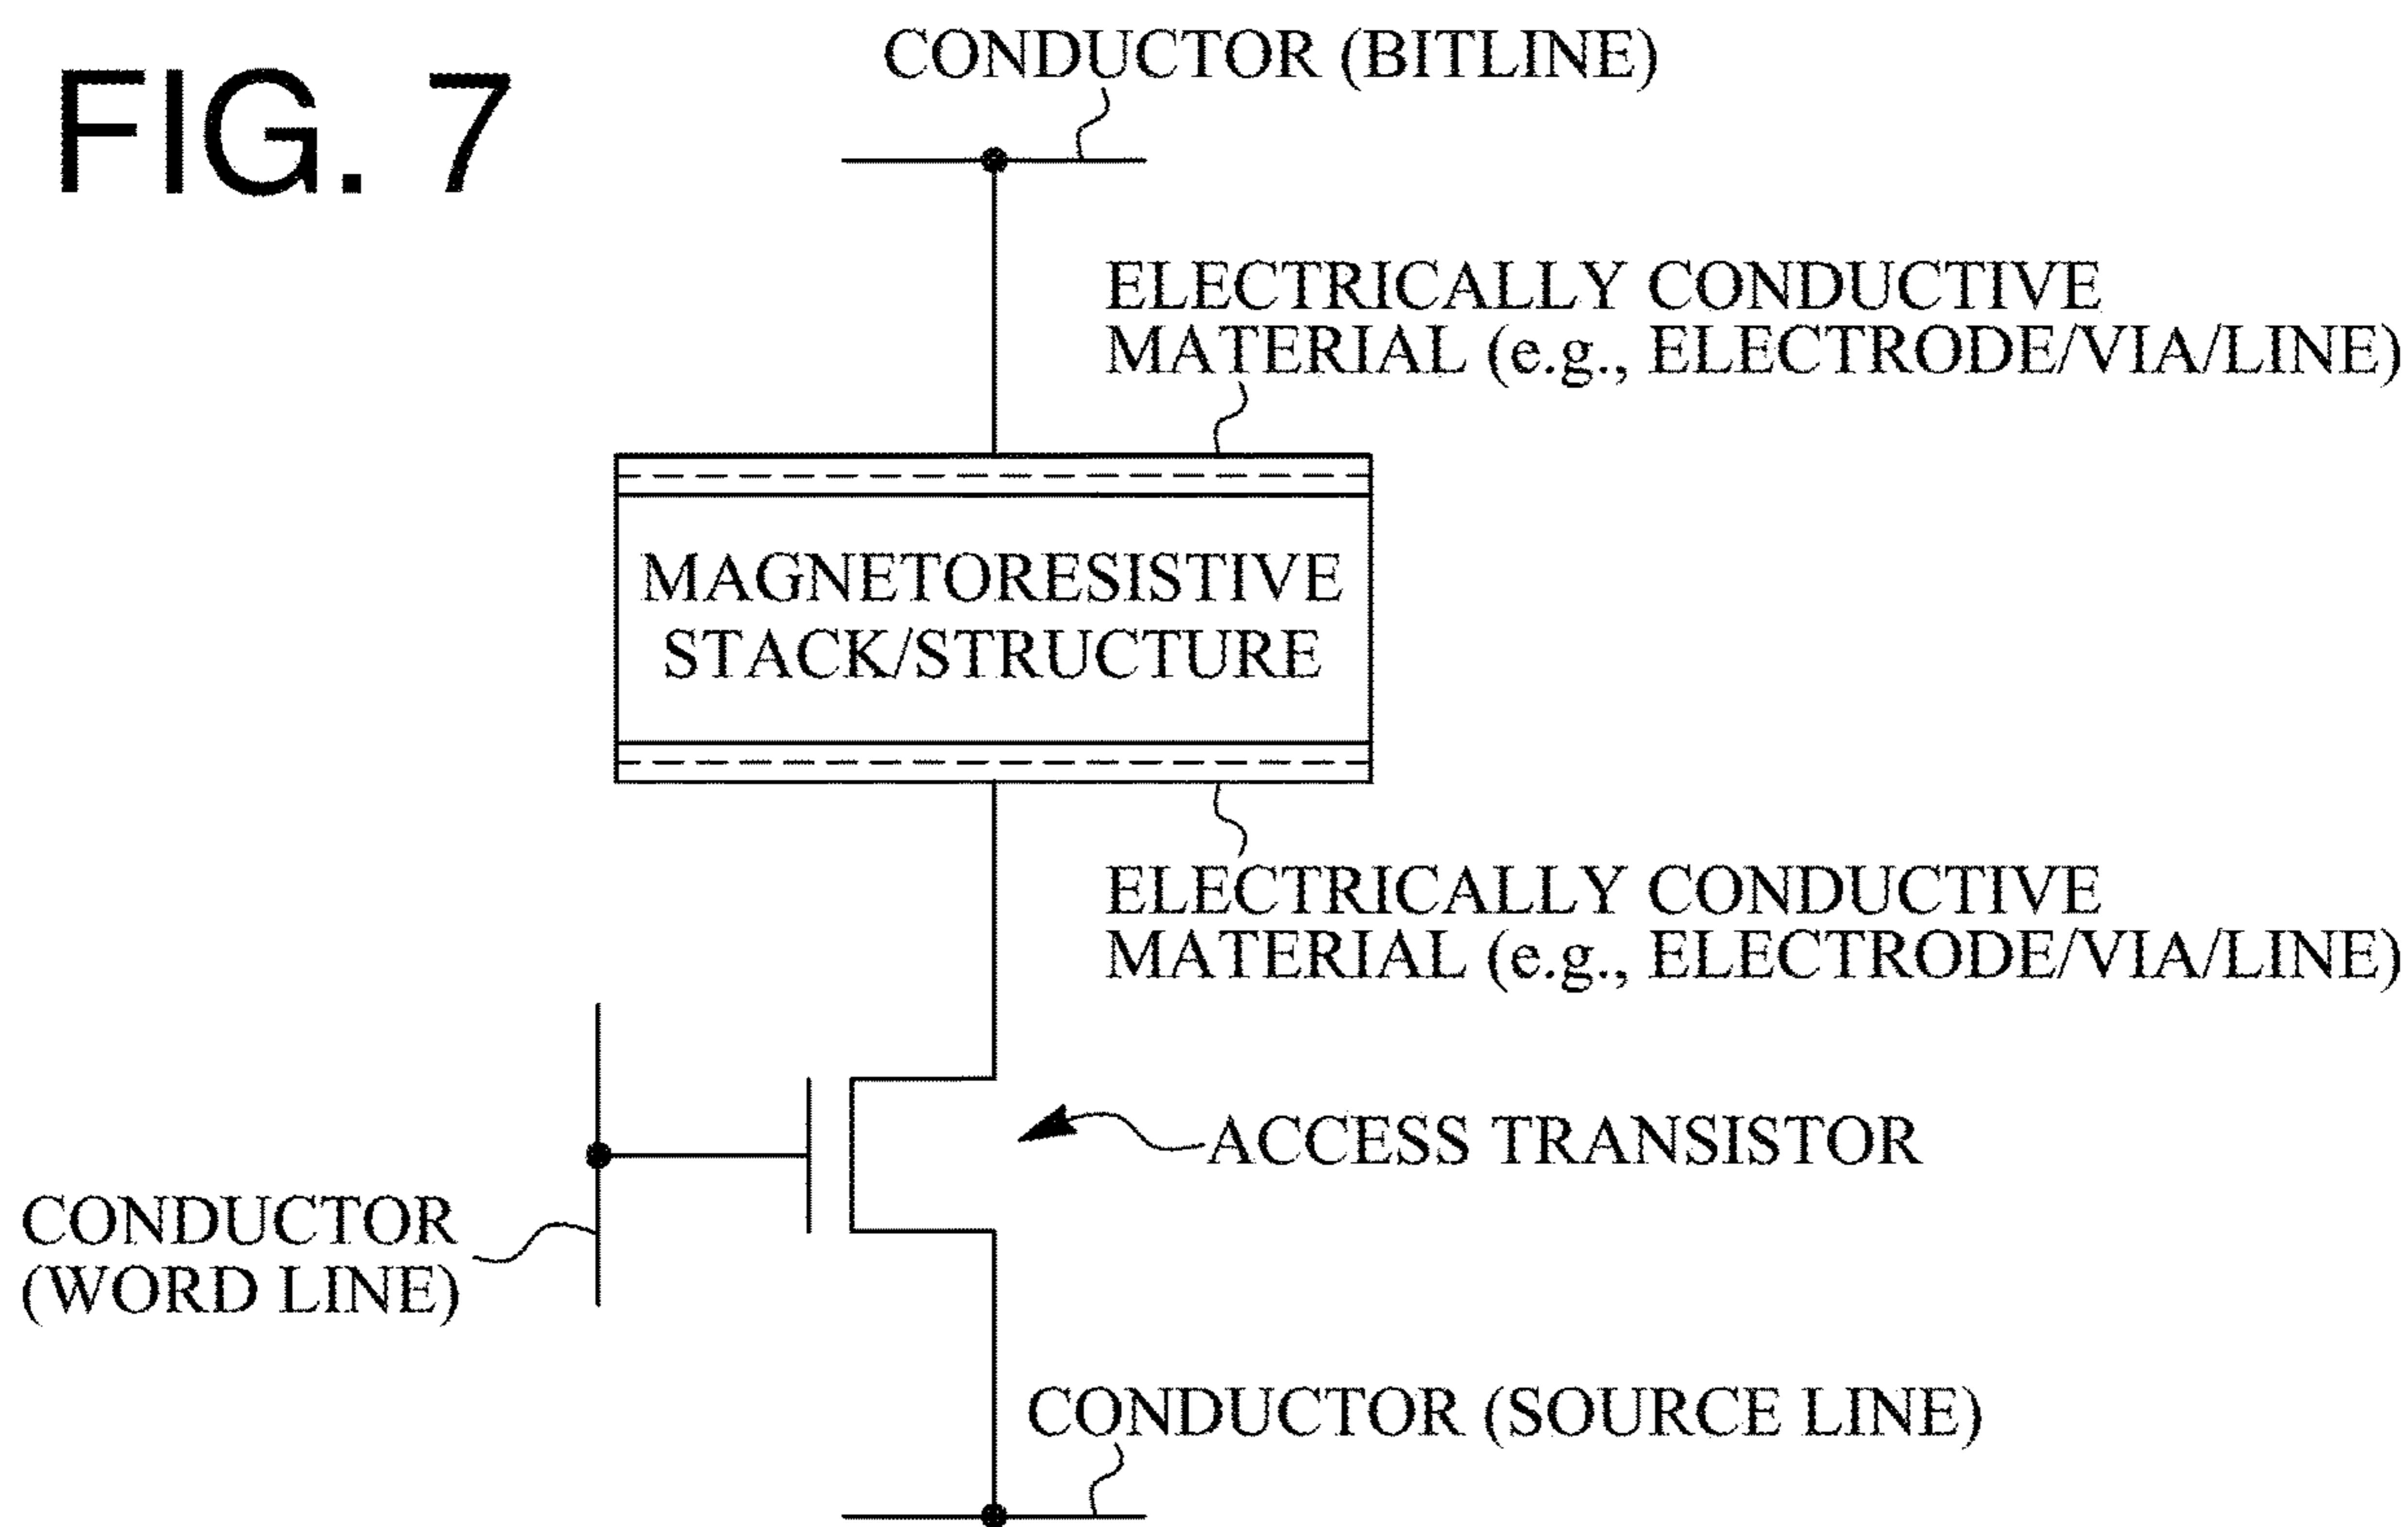 FIG. 7
CONDUCTOR (BITLINE)
ELECTRICALLY CONDUCTIVE
MATERIAL (e.g., ELECTRODE/VIA/LINE)
MAGNETORESISTIVE
STACK/STRUCTURE
ELECTRICALLY CONDUCTIVE
MATERIAL (e.g., ELECTRODE/VIA/LINE)
ACCESS TRANSISTOR
CONDUCTOR
(WORD LINE)
CONDUCTOR (SOURCE LINE)